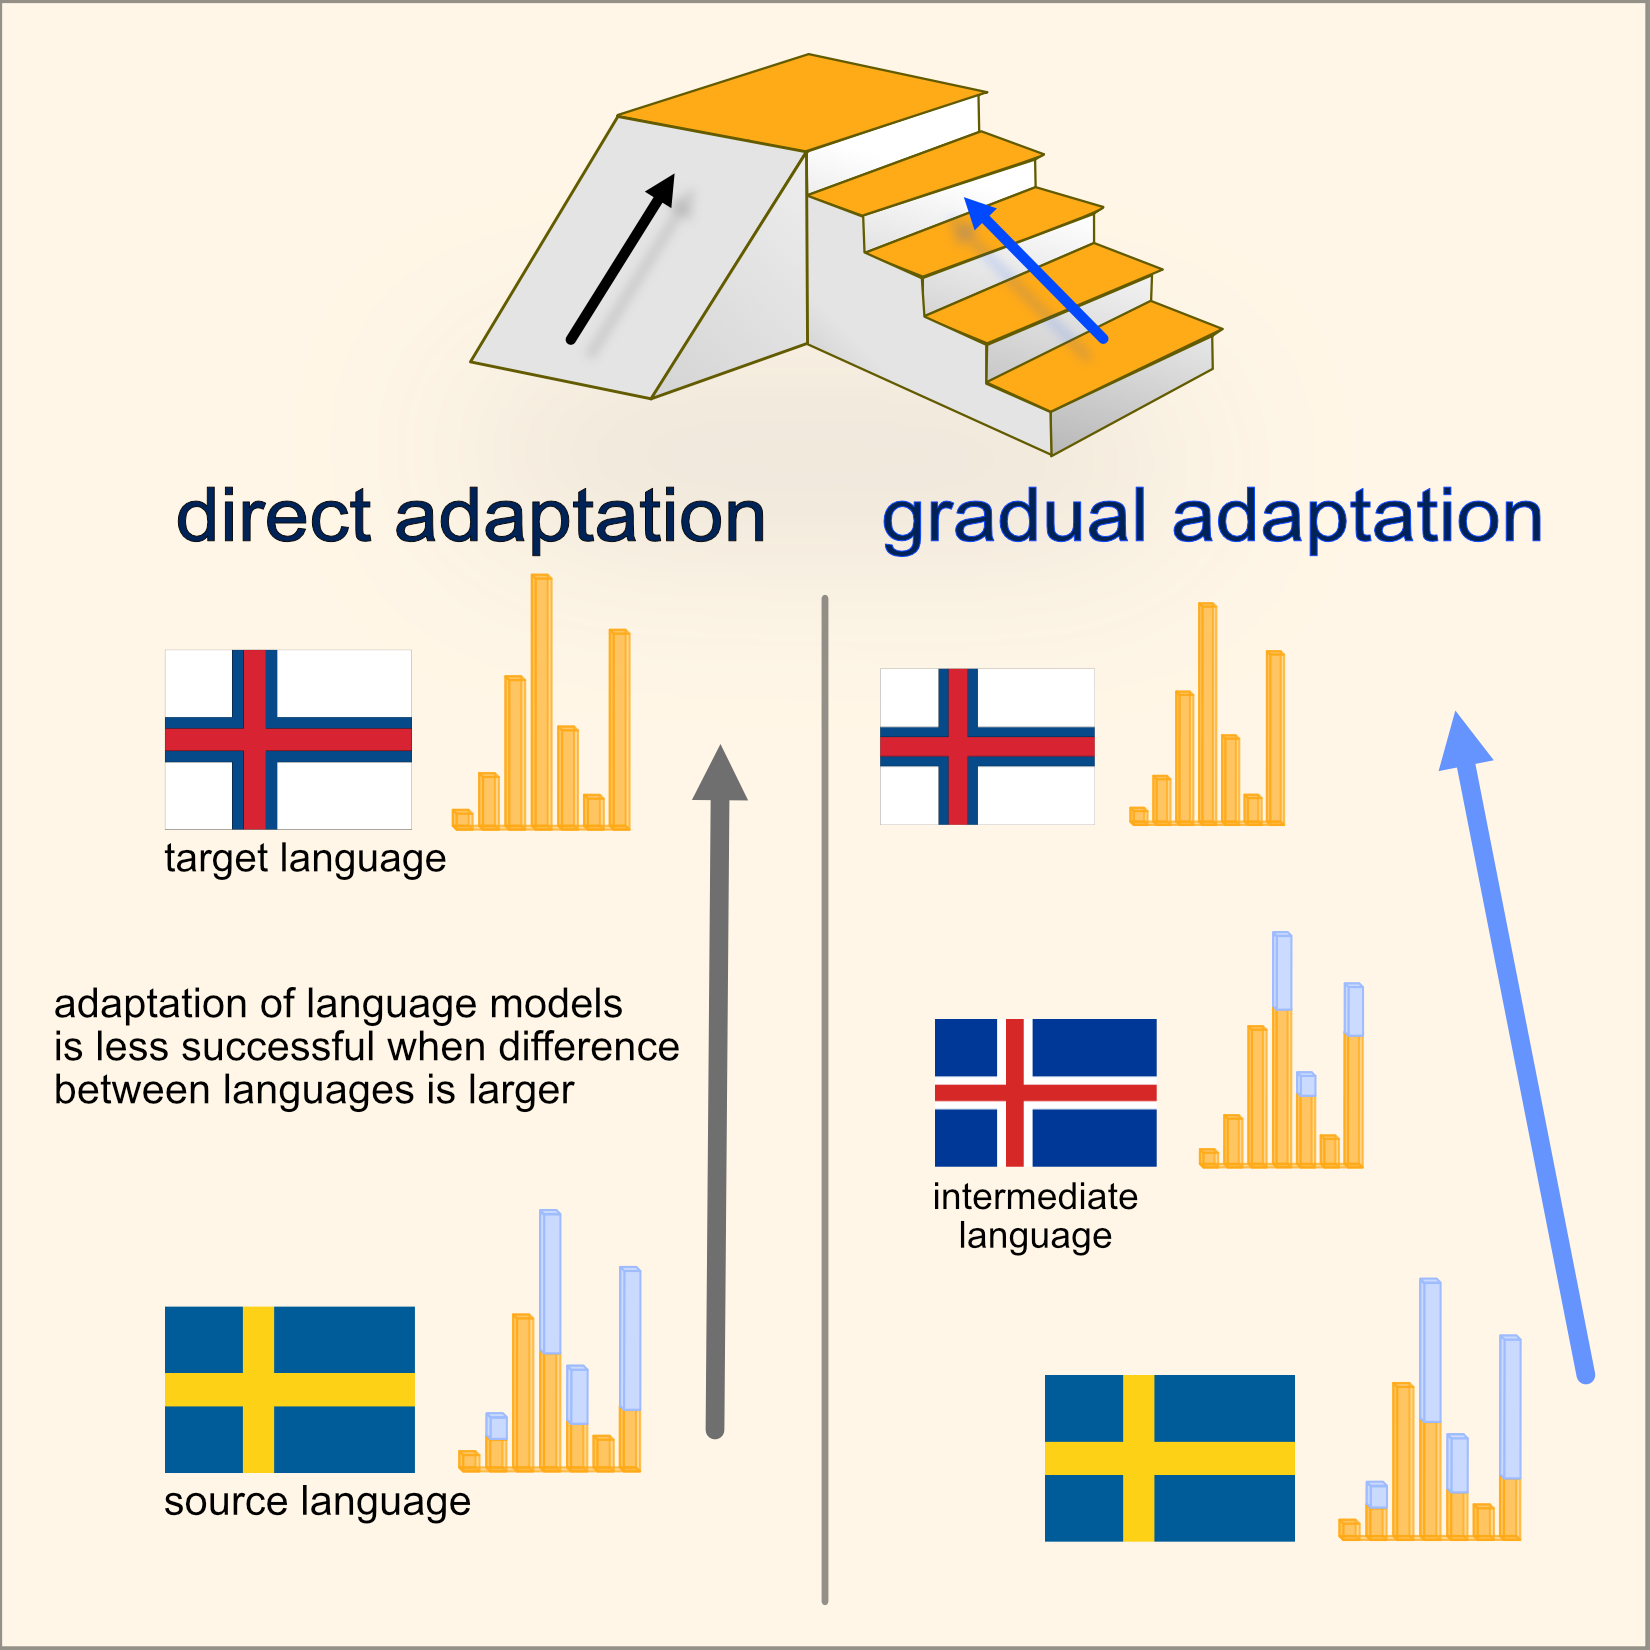 direct adaptation
gradual adaptation
target language
adaptation of language models
is less successful when difference
between languages is larger
source language
intermediate
language